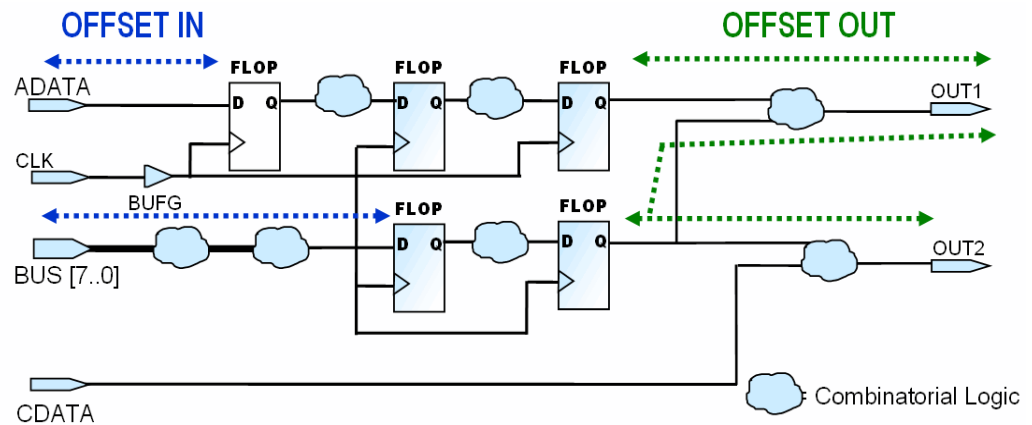 OFFSET IN OFFSET OUT
FLOP FLOP FLOP
ADATA
D Q D Q D Q
OUT1
CLK
BUFG
FLOP FLOP
D Q D Q
BUS [7..0]
OUT2
CDATA
= Combinatorial Logic